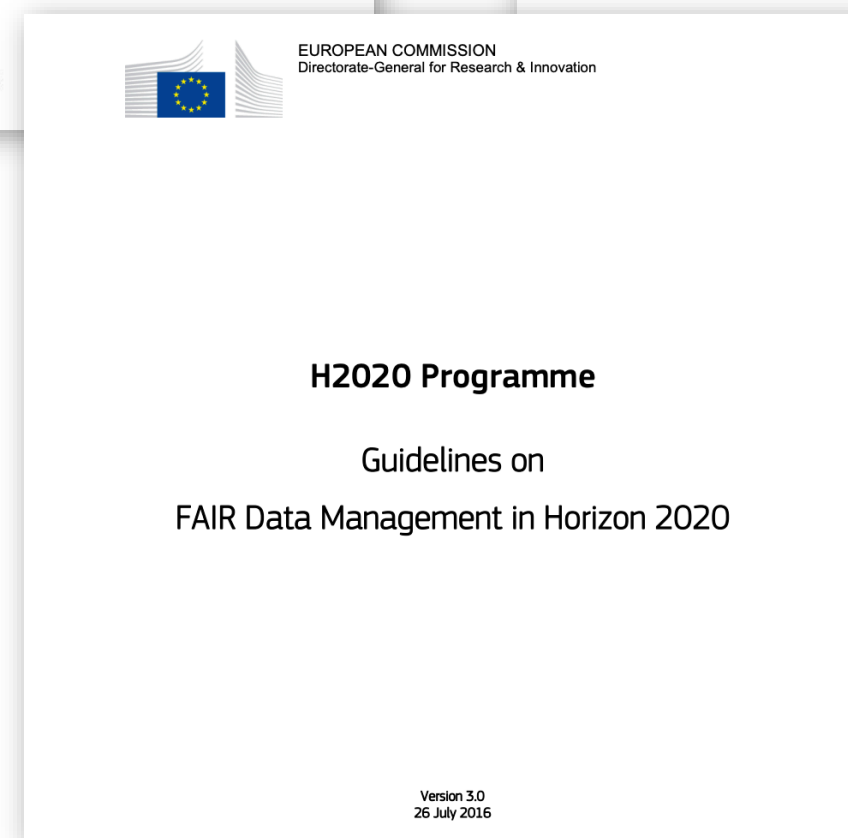 EUROPEAN COMMISSION
Directorate-General for Research & Innovation
H2020 Programme
Guidelines on
FAIR Data Management in Horizon 2020
Version 3.0
26 July 2016